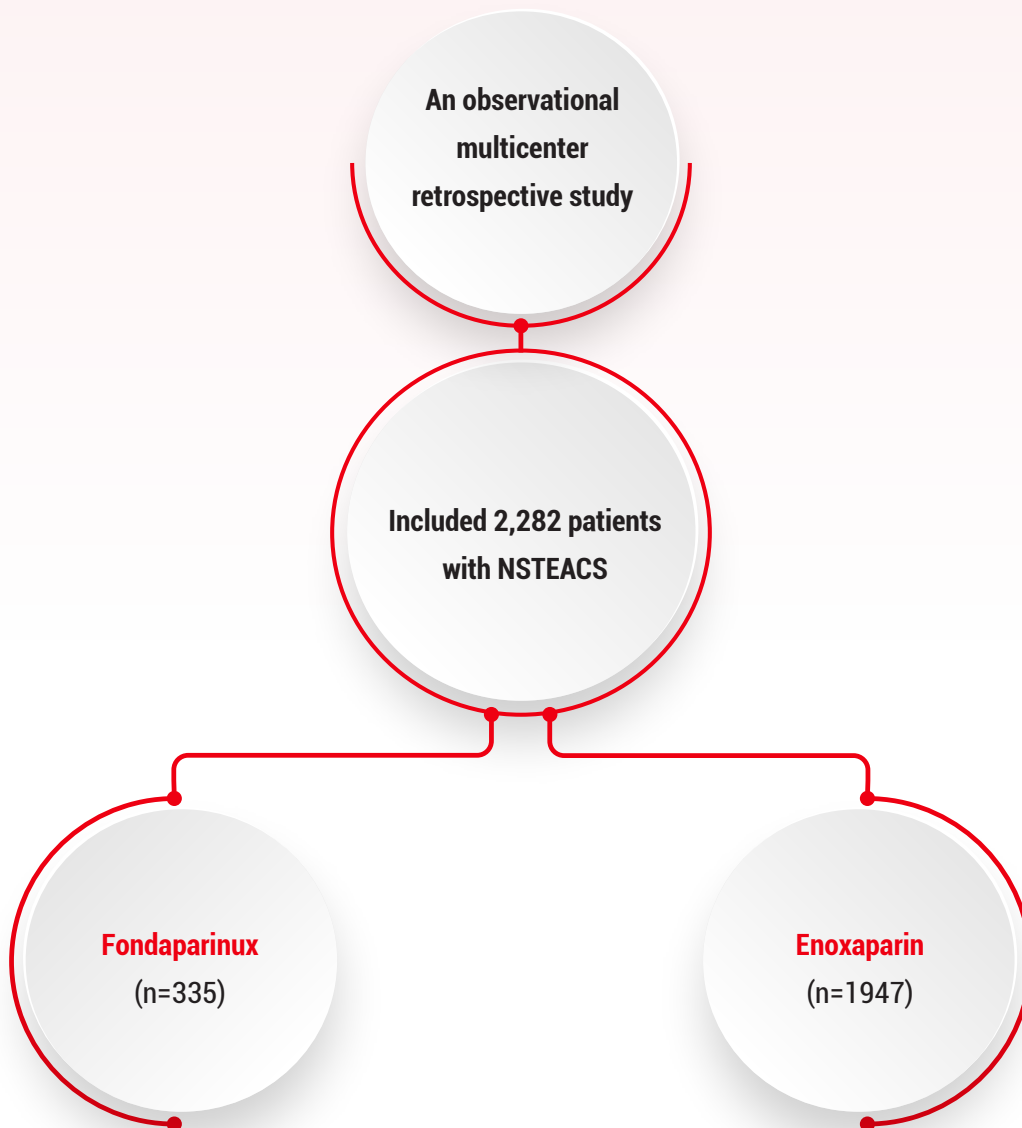 An observational
multicenter
retrospective study
Included 2,282 patients
with NSTEACS
Fondaparinux
(n=335)
Enoxaparin
(n=1947)